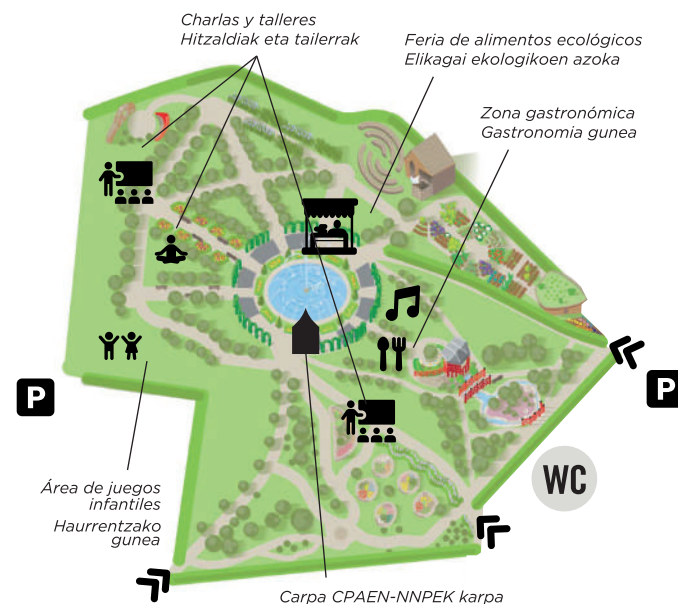 Charlas y talleres
Hitzaldiak eta tailerrak
Feria de alimentos ecológicos
Elikagai ekologikoen azoka
Zona gastronómica
Gastronomia gunea
P
P
WC
Área de juegos
infantiles
Haurrentzako
gunea
Carpa CPAEN-NNPEK karpa